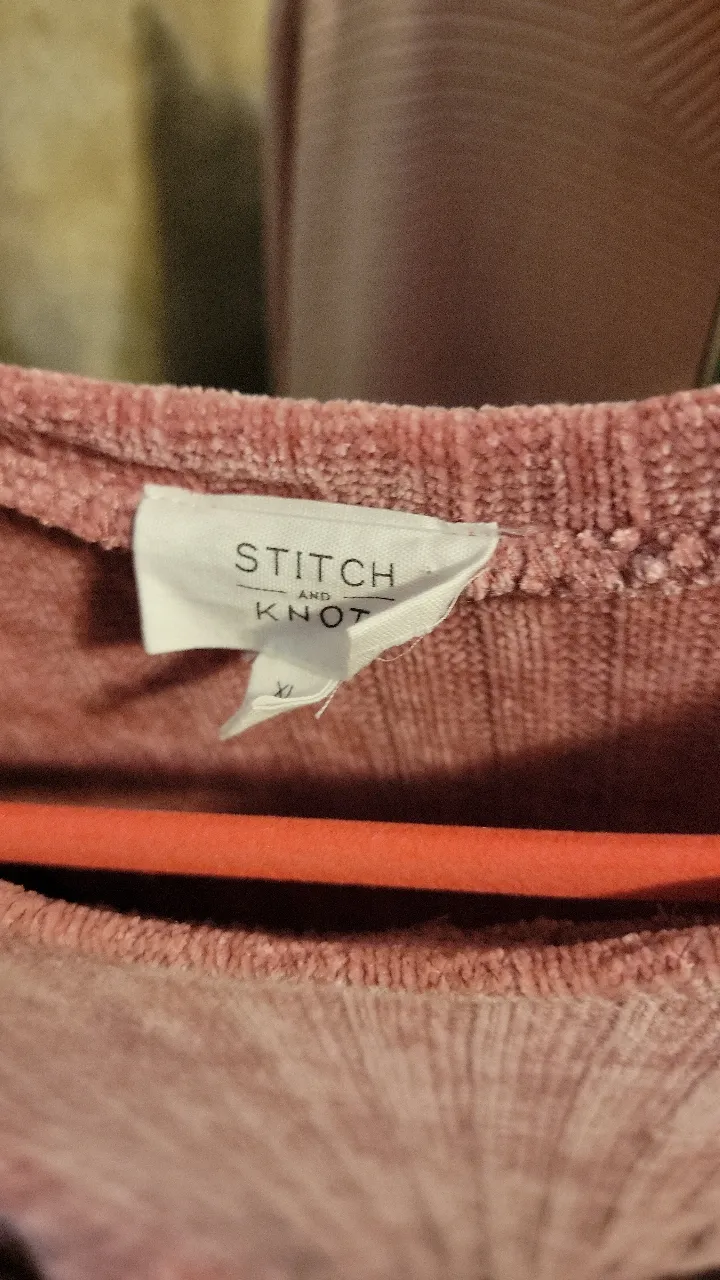 STITCH
AND
KNOT
XL